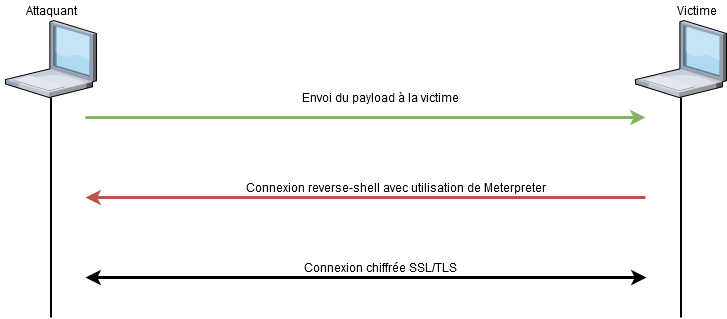 Attaquant
Victime
Envoi du payload à la victime
Connexion reverse-shell avec utilisation de Meterpreter
Connexion chiffrée SSL/TLS